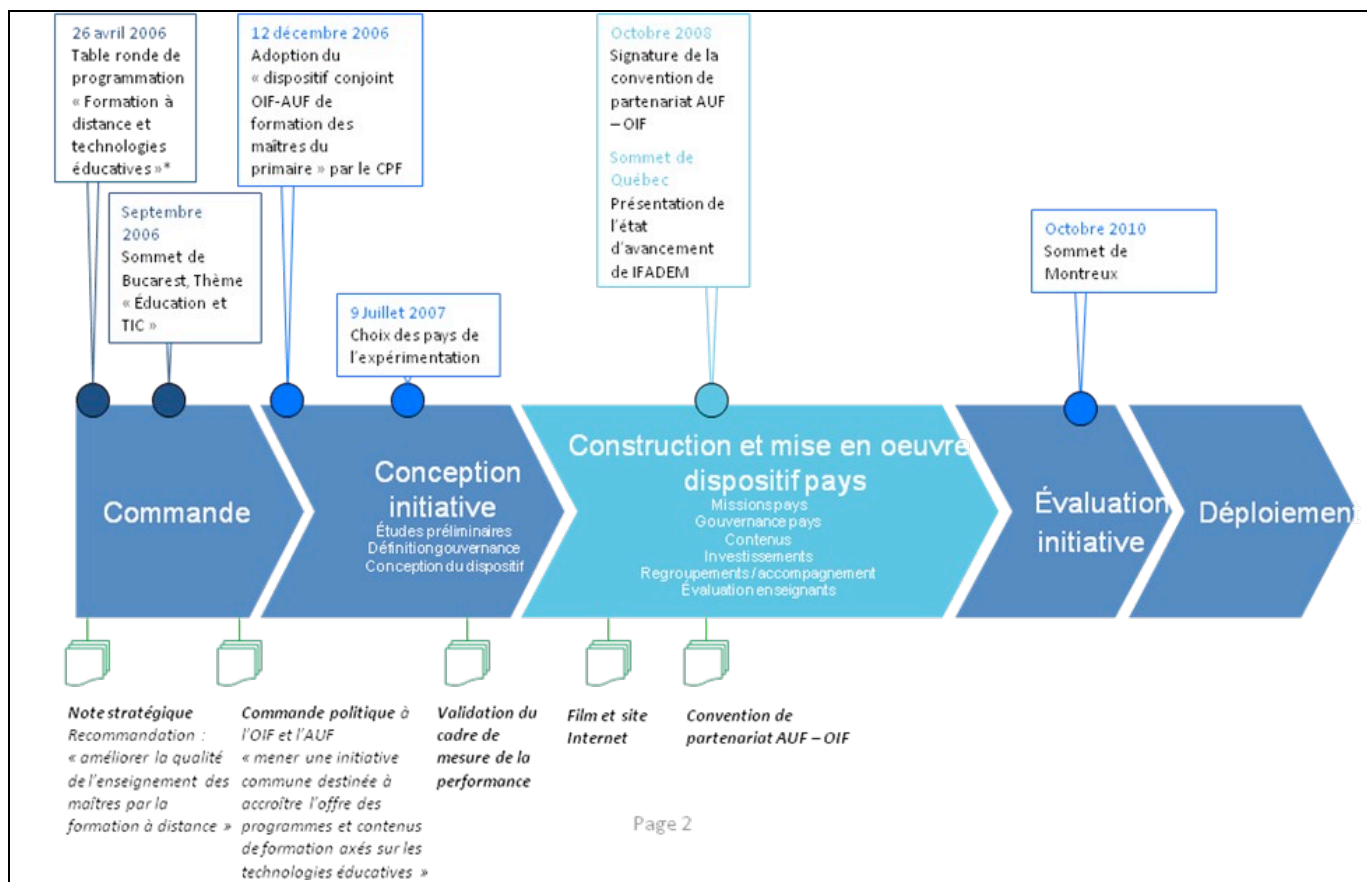 26 avril 2006
Table ronde de
programmation
« Formation à
distance et
technologies
éducatives »*
Septembre
2006
Sommet de
Bucarest, Thème
« Éducation et
TIC »
12 décembre 2006
Adoption du
« dispositif conjoint
OIF-AUF de
formation des
maîtres du
primaire » par le CPF
9 Juillet 2007
Choix des pays de
l'expérimentation
Octobre 2008
Signature de la
convention de
partenariat AUF
– OIF
Sommet de
Québec
Présentation de
l'état
d'avancement
de IFADEM
Octobre 2010
Sommet de
Montreux
Commande
Conception
initiative
Études préliminaires
Définition gouvernance
Conception du dispositif
Construction et mise en oeuvre
dispositif pays
Missions pays
Gouvernance pays
Contenus
Investissements
Regroupements / accompagnement
Évaluation enseignants
Évaluation
initiative
Déploiement
Note stratégique
Recommandation :
« améliorer la qualité
de l'enseignement des
maîtres par la
formation à distance »
Commande politique à
l'OIF et l'AUF
« mener une initiative
commune destinée à
accroître l'offre des
programmes et contenus
de formation axés sur les
technologies éducatives »
Validation du
cadre de
mesure de la
performance
Film et site
Internet
Convention de
partenariat AUF – OIF
Page 2